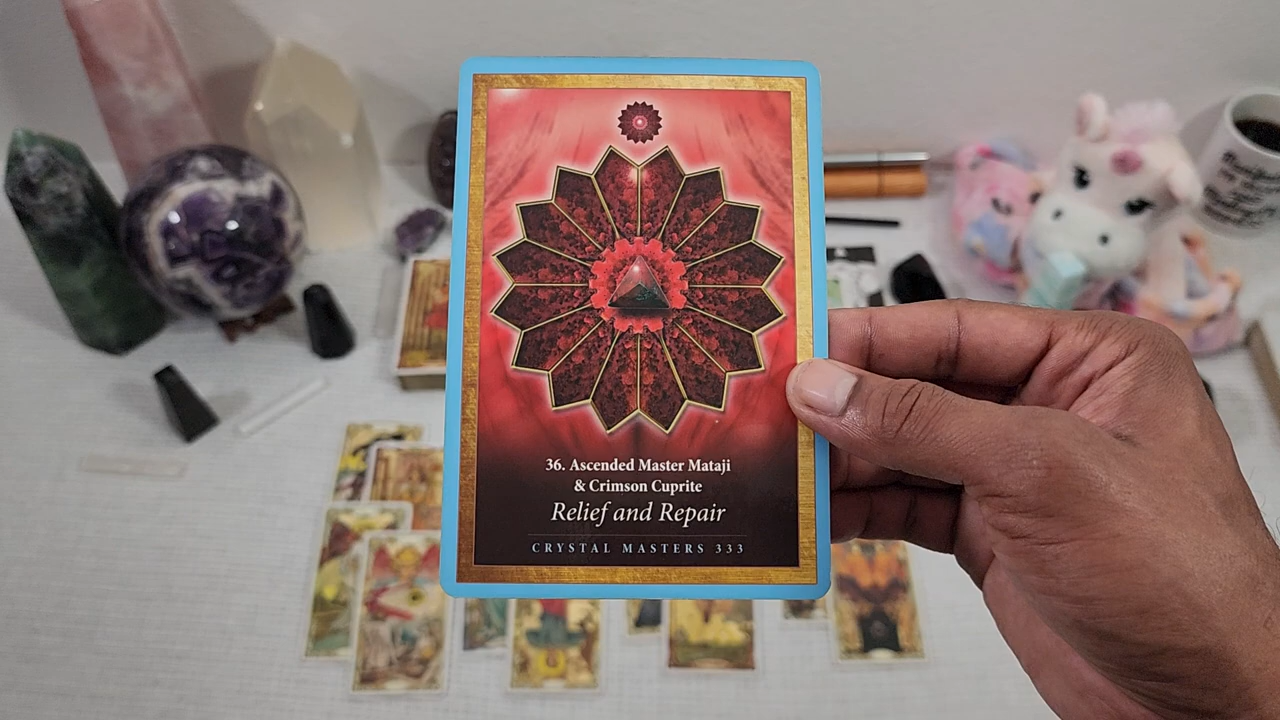 36. Ascended Master Mataji
& Crimson Cuprite
Relief and Repair
CRYSTAL MASTERS 333